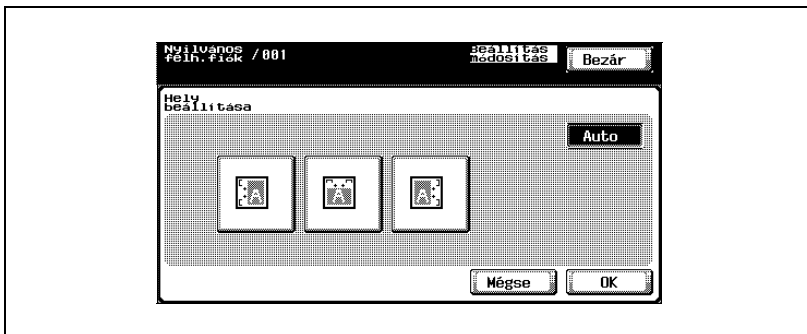 Nyilvános
felh.fiók /001
Beállítás
módosítás
Bezár
Hely
beállítása
Auto
A
A
A
Mégse
OK